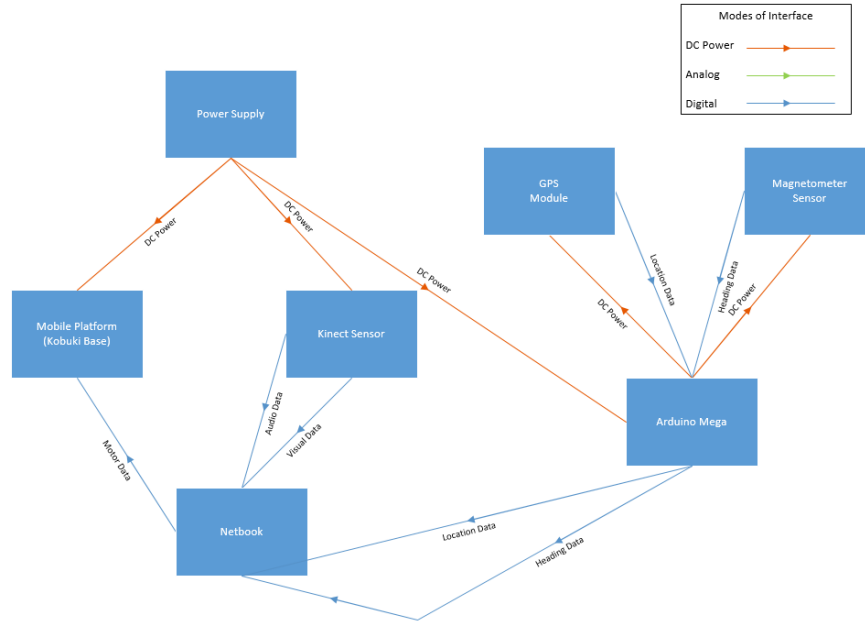 Modes of Interface
DC Power
Analog
Digital
Power Supply
GPS
Module
Magnetometer
Sensor
DC Power
DC Power
DC Power
Location Data
Heading Data
DC Power
DC Power
Mobile Platform
(Kobuki Base)
Kinect Sensor
Arduino Mega
Audio Data
Visual Data
Motor Data
Netbook
Location Data
Heading Data